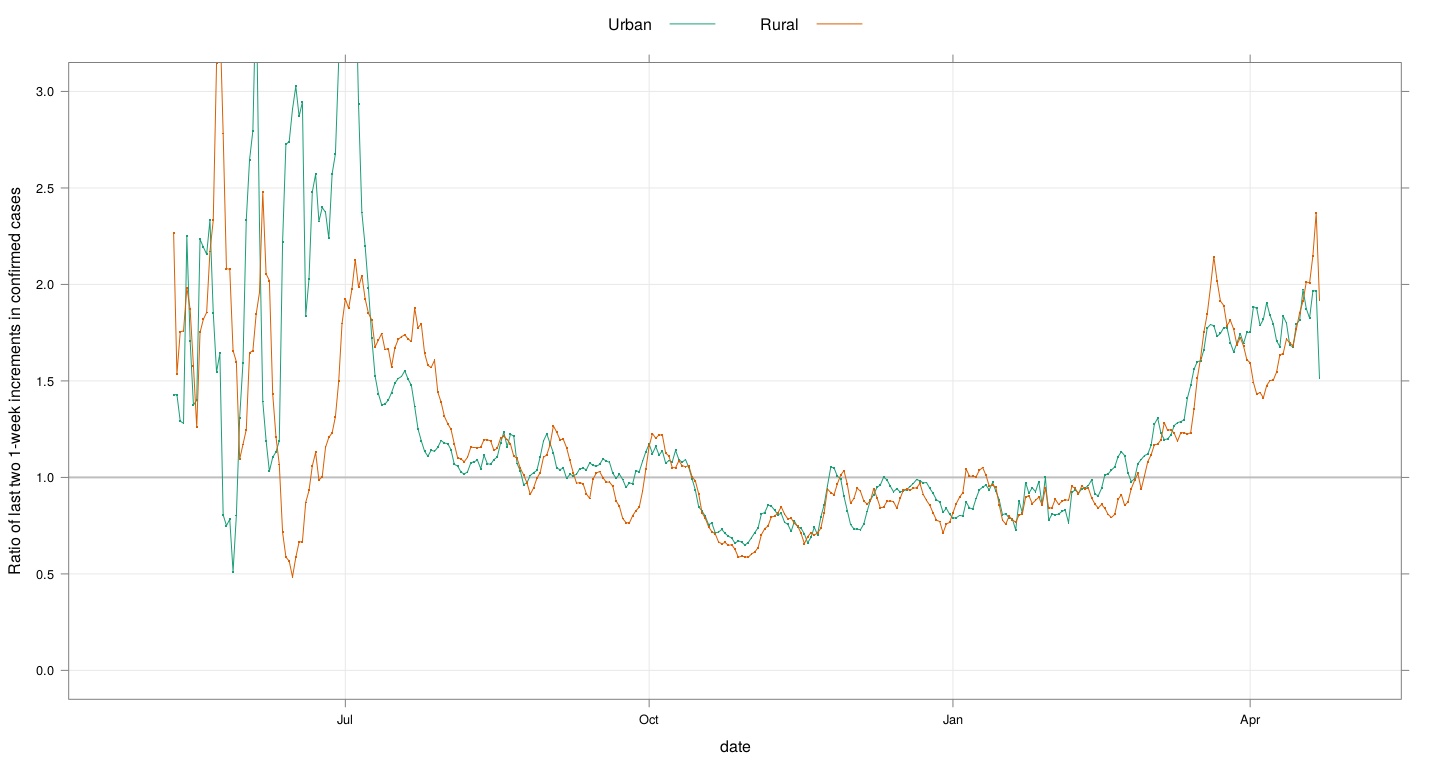 Urban Rural
Ratio of last two 1-week increments in confirmed cases
3.0
2.5
2.0
1.5
1.0
0.5
0.0
Jul Oct Jan Apr
date